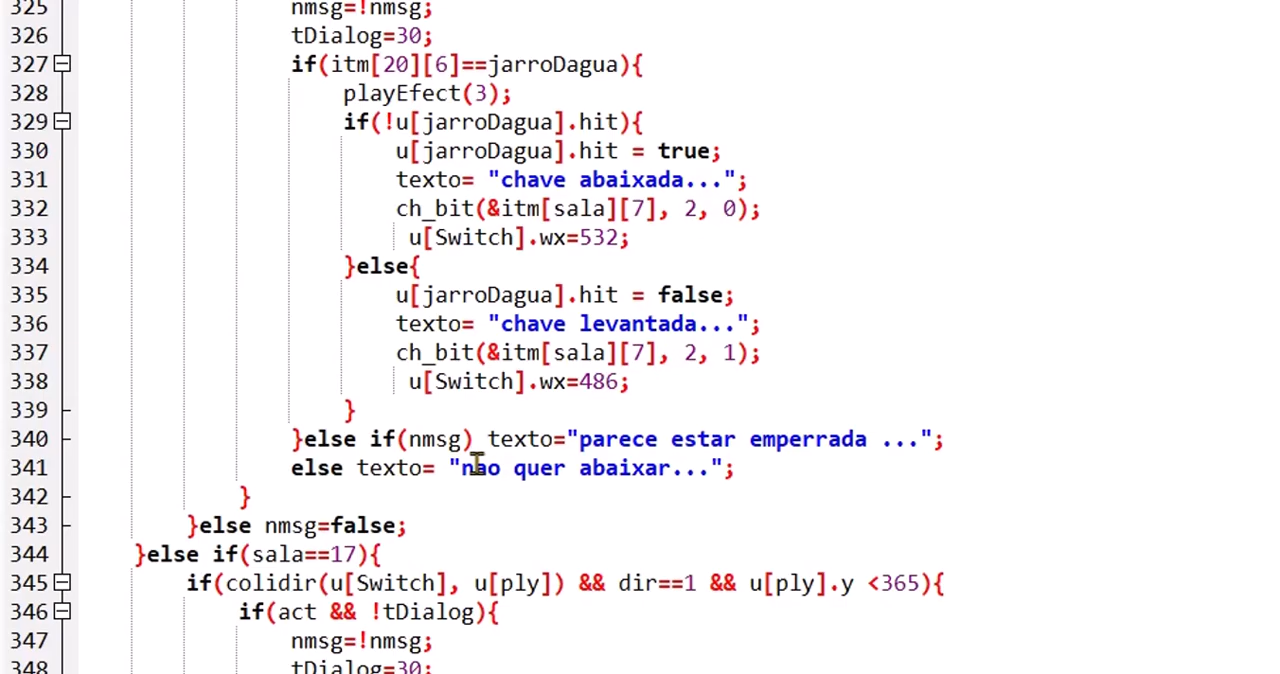 325 nmsg=!nmsg;
326 tDialog=30;
327 if(itm[20][6]==jarroDagua){
328 playEfect(3);
329 if(!u[jarroDagua].hit){
330 u[jarroDagua].hit = true;
331 texto= "chave abaixada...";
332 ch_bit(&itm[sala][7], 2, 0);
333 u[Switch].wx=532;
334 }else{
335 u[jarroDagua].hit = false;
336 texto= "chave levantada...";
337 ch_bit(&itm[sala][7], 2, 1);
338 u[Switch].wx=486;
339 }
340 }else if(nmsg) texto="parece estar emperrada ...";
341 else texto= "nao quer abaixar...";
342 }
343 }else nmsg=false;
344 }else if(sala==17){
345 if(colidir(u[Switch], u[ply]) && dir==1 && u[ply].y <365){
346 if(act && !tDialog){
347 nmsg=!nmsg;
348 tDialog=30;